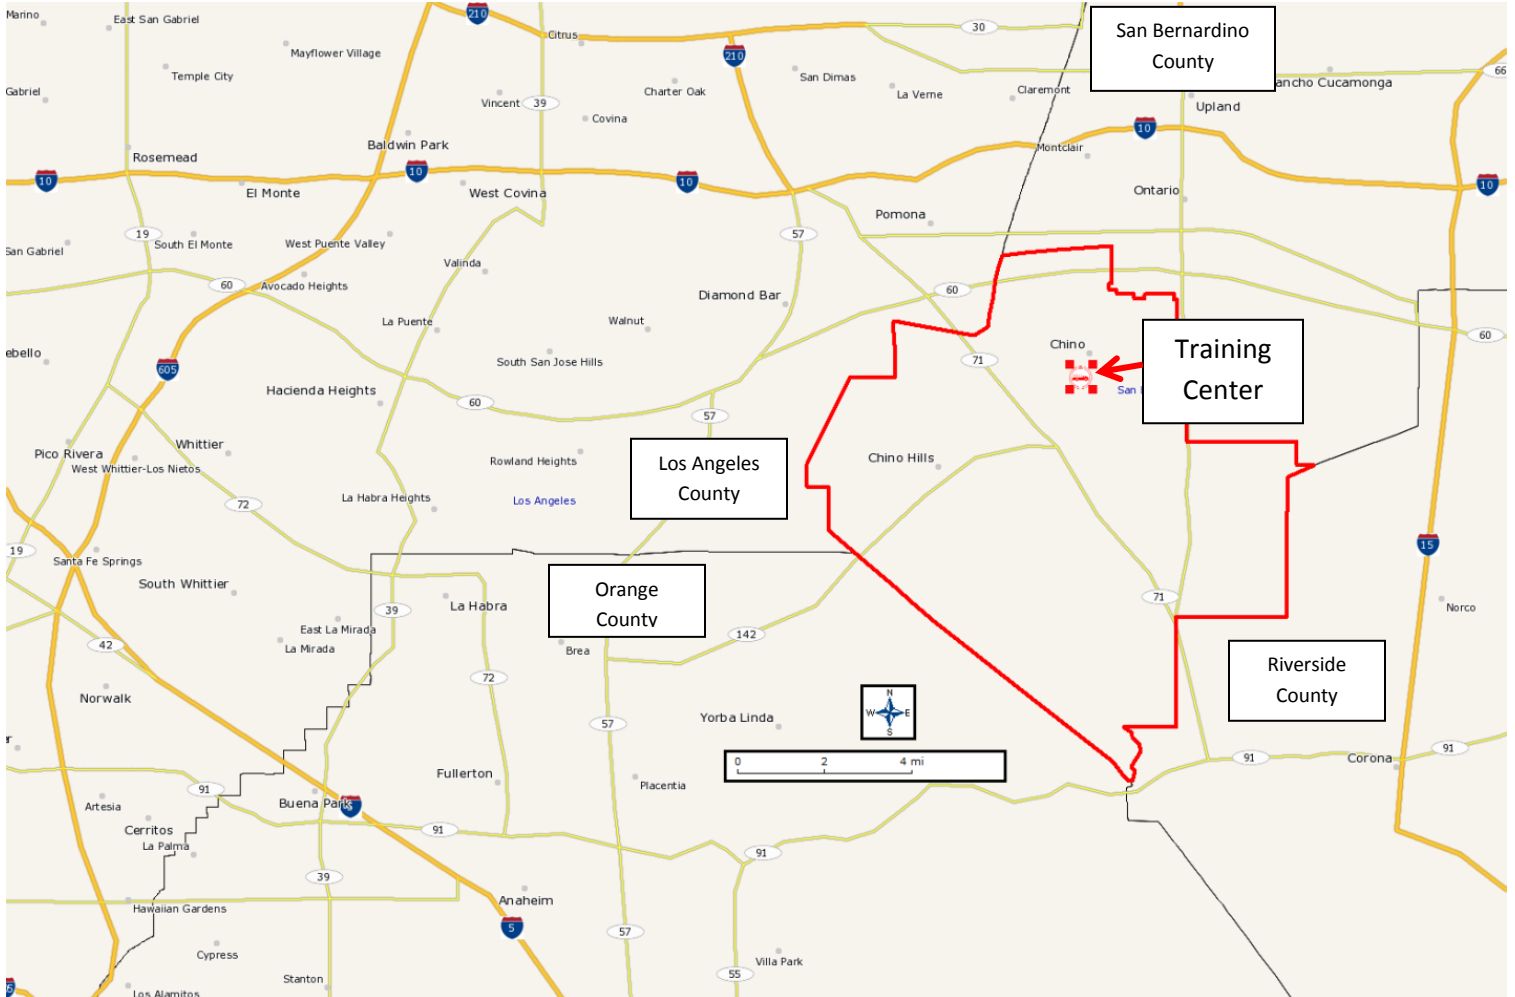 Marino
East San Gabriel
210
Citrus
30
San Bernardino
County
Mayflower Village
210
Temple City
San Dimas
66
Gabriel
Charter Oak
La Verne
Claremont
ancho Cucamonga
Vincent
39
Covina
Upland
10
Baldwin Park
Montclair
Rosemead
10
10
10
10
El Monte
West Covina
Ontario
Pomona
19
57
San Gabriel
South El Monte
West Puente Valley
Valinda
60
Avocado Heights
60
Diamond Bar
La Puente
Walnut
60
ebello
Chino
Training
Center
605
South San Jose Hills
71
San
Hacienda Heights
60
57
Pico Rivera
Whittier
West Whittier-Los Nietos
Rowland Heights
Los Angeles
County
Chino Hills
La Habra Heights
Los Angeles
72
19
Santa Fe Springs
15
South Whittier
Orange
County
La Habra
39
71
Norco
East La Mirada
La Mirada
42
142
Brea
Riverside
County
72
Norwalk
N
W
E
S
Yorba Linda
57
r
91
91
Corona
0
2
4 mi
Fullerton
Placentia
91
Artesia
Buena Park
5
Cerritos
91
La Palma
91
39
Anaheim
Hawaiian Gardens
5
57
Cypress
Villa Park
55
Stanton
5
Los Alamitos